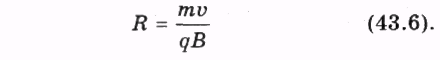 R = mv / qB (43.6).